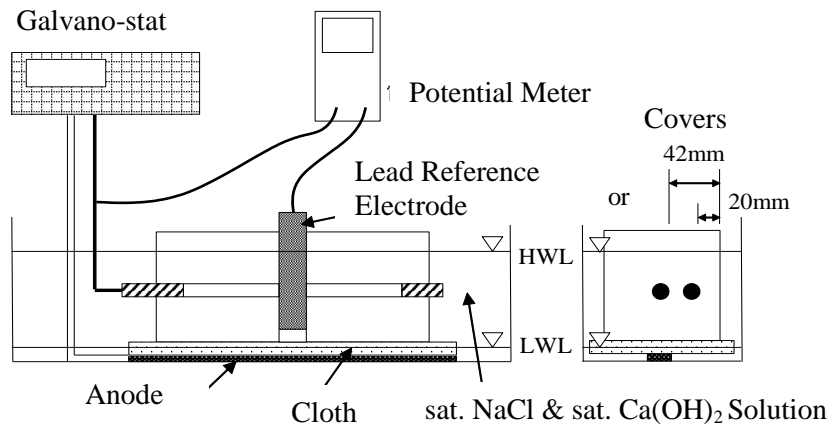 Galvano-stat
Potential Meter
Covers
42mm
Lead Reference
Electrode
or
20mm
HWL
LWL
Anode
Cloth
sat. NaCl & sat. Ca(OH)₂ Solution